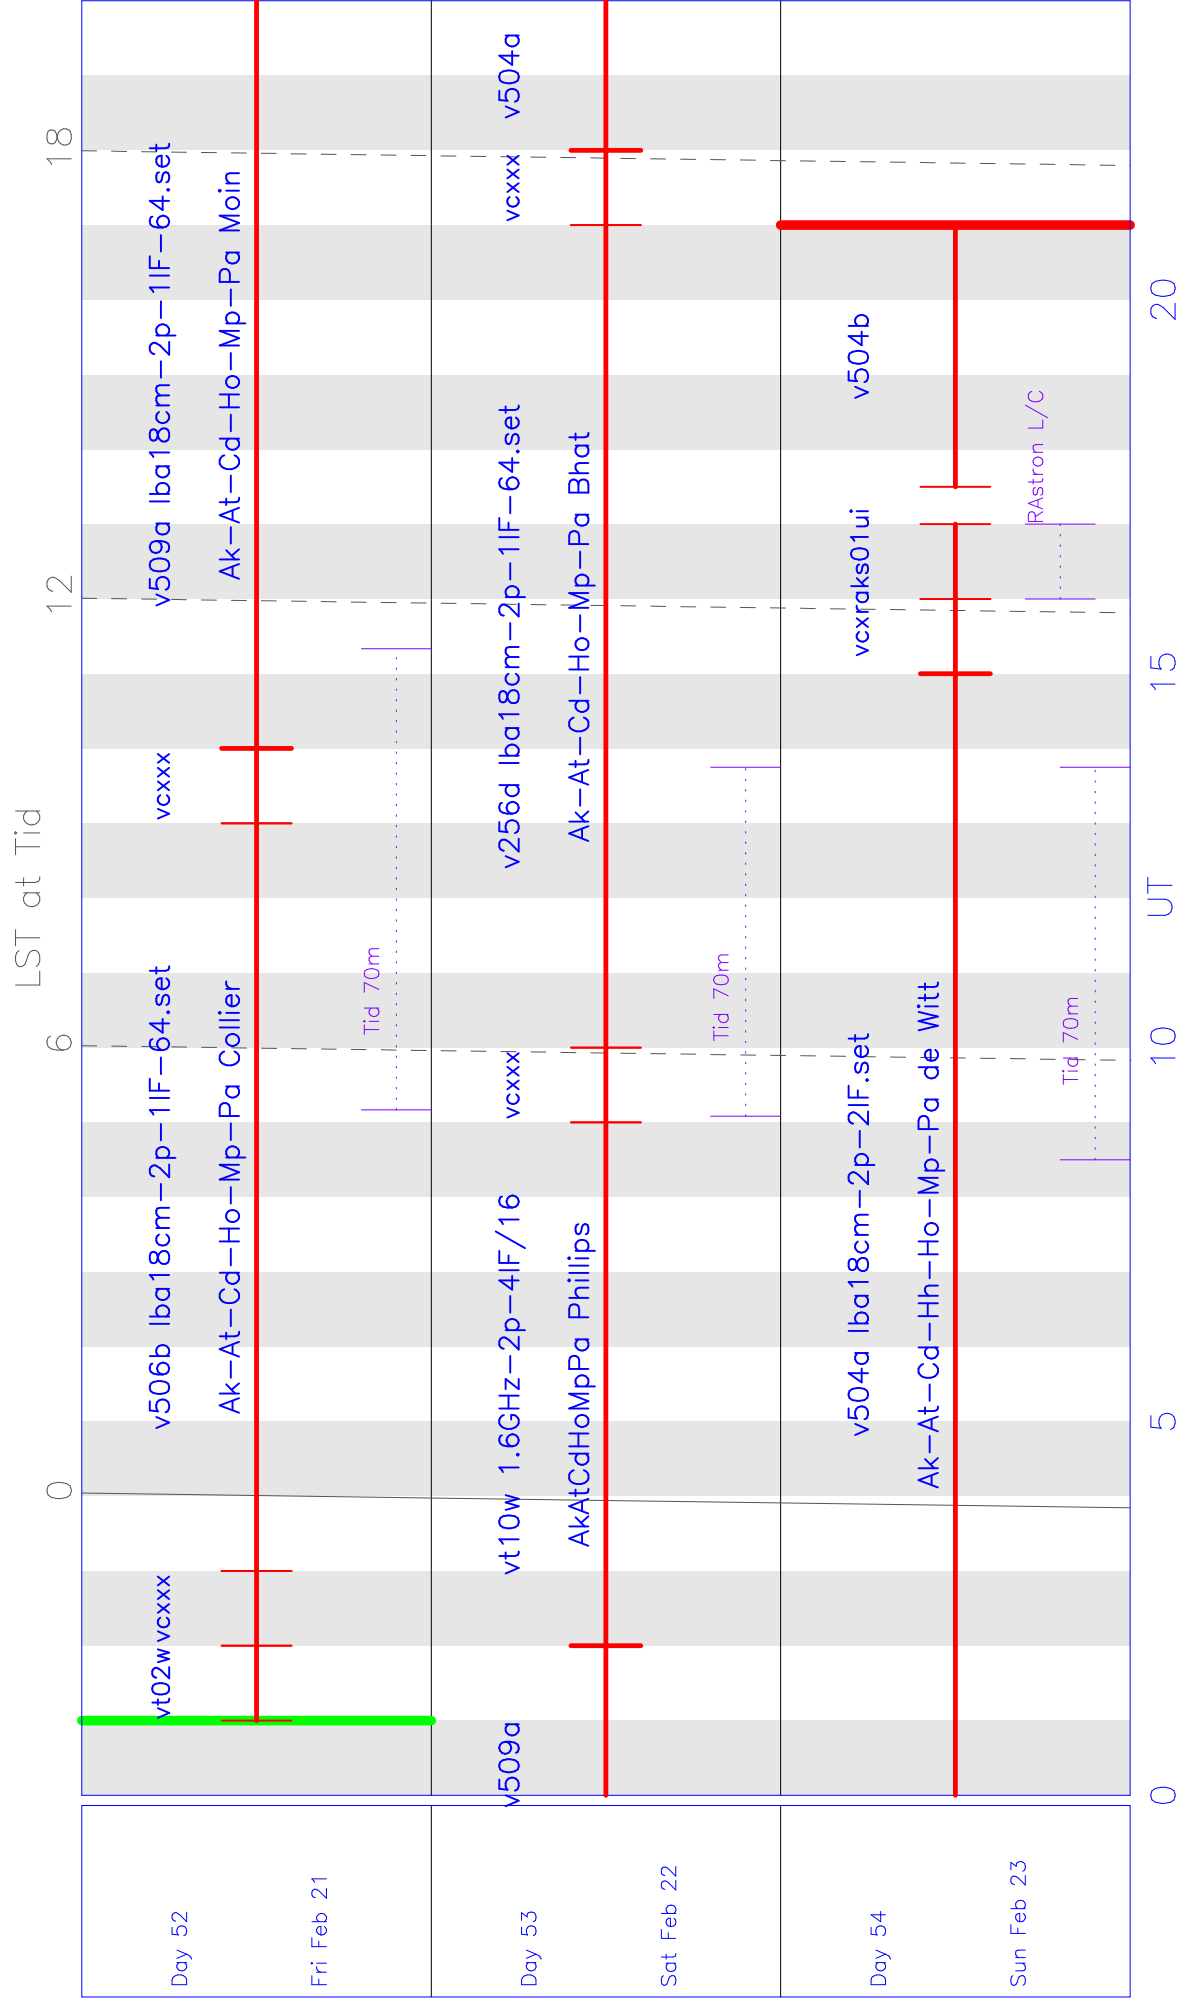 LST at Tid
0
6
12
18
Day 52
Fri Feb 21
vt02w
vcxxx
v506b lba18cm-2p-1IF-64.set
Ak-At-Cd-Ho-Mp-Pa Collier
vcxxx
v509a lba18cm-2p-1IF-64.set
Ak-At-Cd-Ho-Mp-Pa Moin
Tid 70m
Day 53
Sat Feb 22
v509a
vt10w 1.6GHz-2p-4IF/16
AkAtCdHoMpPa Phillips
vcxxx
v256d lba18cm-2p-1IF-64.set
Ak-At-Cd-Ho-Mp-Pa Bhat
vcxxx
v504a
Tid 70m
Day 54
Sun Feb 23
v504a lba18cm-2p-2IF.set
Ak-At-Cd-Hh-Ho-Mp-Pa de Witt
vcxraks01ui
v504b
Tid 70m
RAstron L/C
0
5
10
15
20
UT